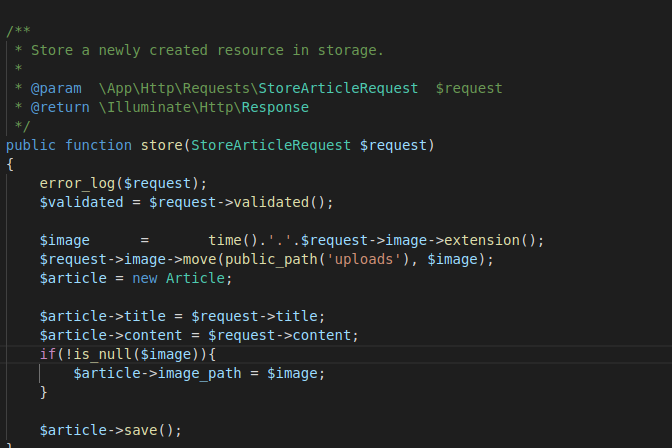 /**
 * Store a newly created resource in storage.
 *
 * @param  \App\Http\Requests\StoreArticleRequest  $request
 * @return \Illuminate\Http\Response
 */
public function store(StoreArticleRequest $request)
{
    error_log($request);
    $validated = $request->validated();

    $image      =       time().'.'.$request->image->extension();
    $request->image->move(public_path('uploads'), $image);
    $article = new Article;

    $article->title = $request->title;
    $article->content = $request->content;
    if(!is_null($image)){
        $article->image_path = $image;
    }

    $article->save();
}